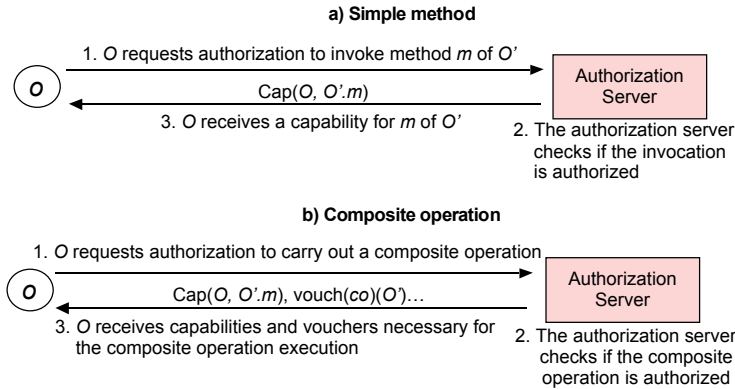 a) Simple method
1. O requests authorization to invoke method m of O’
O
Authorization
Server
Cap(O, O’.m)
3. O receives a capability for m of O’
2. The authorization server
checks if the invocation
is authorized
b) Composite operation
1. O requests authorization to carry out a composite operation
O
Authorization
Server
Cap(O, O’.m), vouch(co)(O’)…
3. O receives capabilities and vouchers necessary for
the composite operation execution
2. The authorization server
checks if the composite
operation is authorized